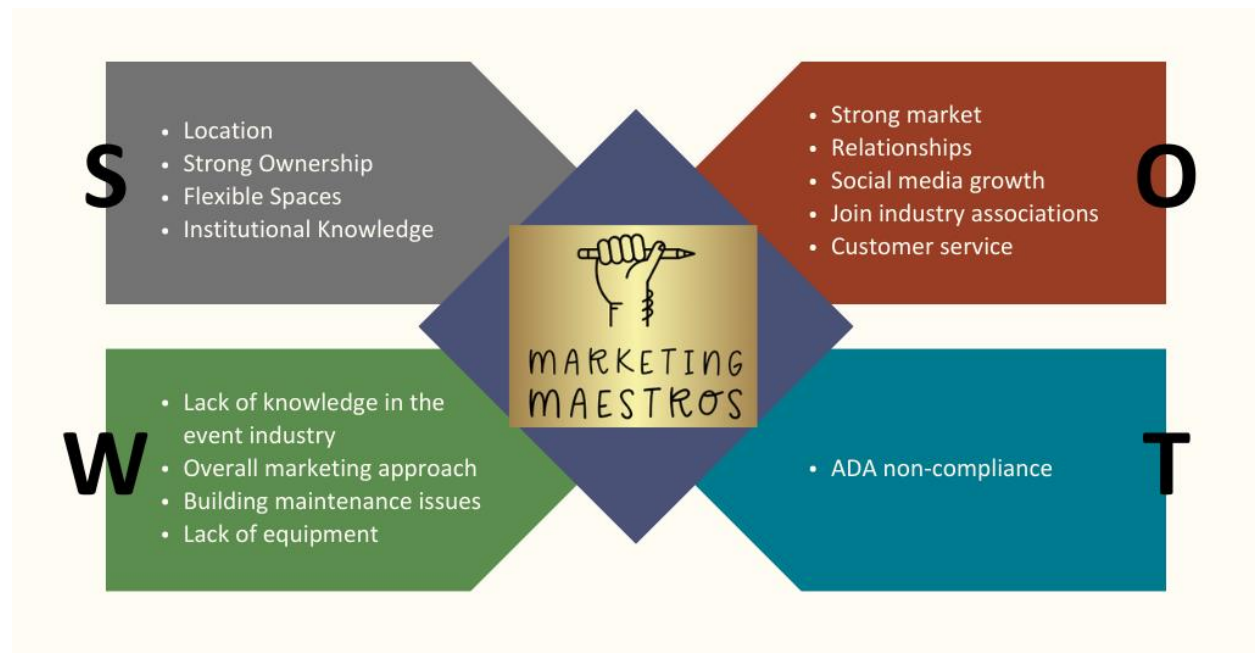 S
• Location
• Strong Ownership
• Flexible Spaces
• Institutional Knowledge
O
• Strong market
• Relationships
• Social media growth
• Join industry associations
• Customer service
MARKETING
MAESTROS
W
• Lack of knowledge in the
event industry
• Overall marketing approach
• Building maintenance issues
• Lack of equipment
T
• ADA non-compliance